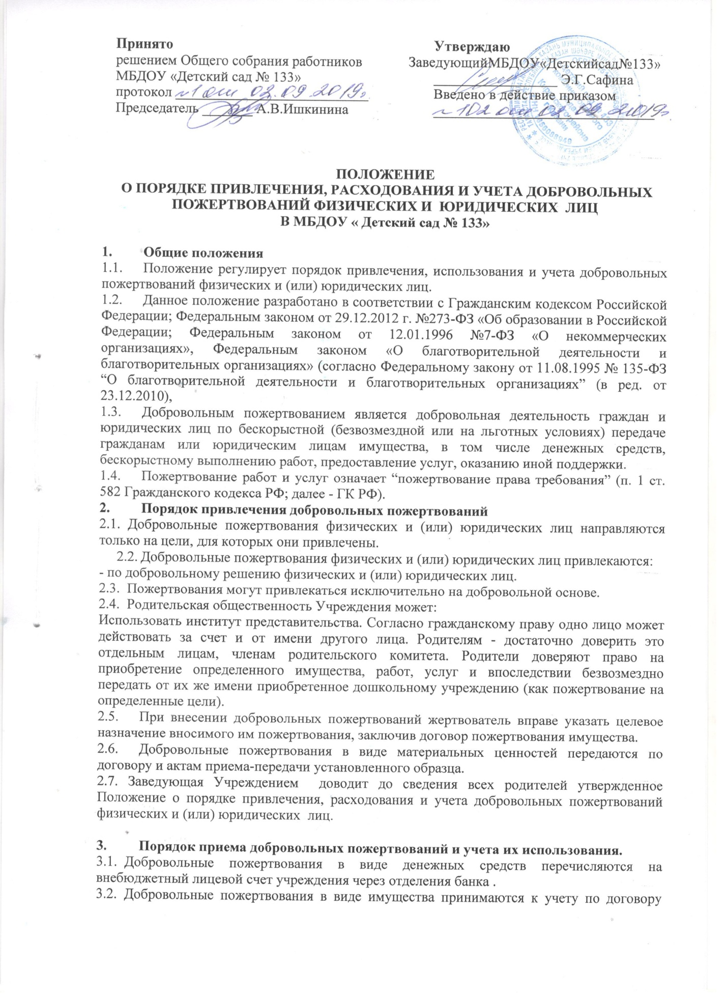 Принято
решением Общего собрания работников
МБДОУ «Детский сад № 133»
протокол №1 от 02.09.2019г.
Председатель А.В.Ишкинина
Утверждаю
ЗаведующийМБДОУ«Детскийсад№133»
Э.Г.Сафина
Введено в действие приказом
№102 от 02.09.2019г
ПОЛОЖЕНИЕ
О ПОРЯДКЕ ПРИВЛЕЧЕНИЯ, РАСХОДОВАНИЯ И УЧЕТА ДОБРОВОЛЬНЫХ
ПОЖЕРТВОВАНИЙ ФИЗИЧЕСКИХ И ЮРИДИЧЕСКИХ ЛИЦ
В МБДОУ « Детский сад № 133»
1. Общие положения
1.1. Положение регулирует порядок привлечения, использования и учета добровольных
пожертвований физических и (или) юридических лиц.
1.2. Данное положение разработано в соответствии с Гражданским кодексом Российской
Федерации; Федеральным законом от 29.12.2012 г. №273-ФЗ «Об образовании в Российской
Федерации; Федеральным законом от 12.01.1996 №7-ФЗ «О некоммерческих
организациях», Федеральным законом «О благотворительной деятельности и
благотворительных организациях» (согласно Федеральному закону от 11.08.1995 № 135-ФЗ
“О благотворительной деятельности и благотворительных организациях” (в ред. от
23.12.2010),
1.3. Добровольным пожертвованием является добровольная деятельность граждан и
юридических лиц по бескорыстной (безвозмездной или на льготных условиях) передаче
гражданам или юридическим лицам имущества, в том числе денежных средств,
бескорыстному выполнению работ, предоставление услуг, оказанию иной поддержки.
1.4. Пожертвование работ и услуг означает “пожертвование права требования” (п. 1 ст.
582 Гражданского кодекса РФ; далее - ГК РФ).
2. Порядок привлечения добровольных пожертвований
2.1. Добровольные пожертвования физических и (или) юридических лиц направляются
только на цели, для которых они привлечены.
2.2. Добровольные пожертвования физических и (или) юридических лиц привлекаются:
- по добровольному решению физических и (или) юридических лиц.
2.3. Пожертвования могут привлекаться исключительно на добровольной основе.
2.4. Родительская общественность Учреждения может:
Использовать институт представительства. Согласно гражданскому праву одно лицо может
действовать за счет и от имени другого лица. Родителям - достаточно доверить это
отдельным лицам, членам родительского комитета. Родители доверяют право на
приобретение определенного имущества, работ, услуг и впоследствии безвозмездно
передать от их же имени приобретенное дошкольному учреждению (как пожертвование на
определенные цели).
2.5. При внесении добровольных пожертвований жертвователь вправе указать целевое
назначение вносимого им пожертвования, заключив договор пожертвования имущества.
2.6. Добровольные пожертвования в виде материальных ценностей передаются по
договору и актам приема-передачи установленного образца.
2.7. Заведующая Учреждением доводит до сведения всех родителей утвержденное
Положение о порядке привлечения, расходования и учета добровольных пожертвований
физических и (или) юридических лиц.
3. Порядок приема добровольных пожертвований и учета их использования.
3.1. Добровольные пожертвования в виде денежных средств перечисляются на
внебюджетный лицевой счет учреждения через отделения банка .
3.2. Добровольные пожертвования в виде имущества принимаются к учету по договору